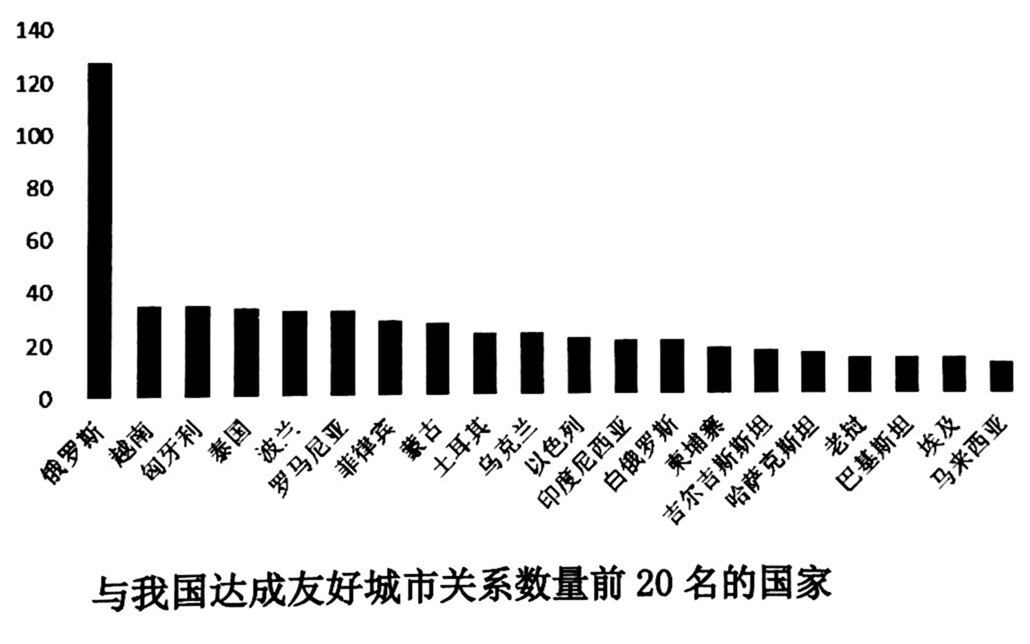 140
120
100
80
60
40
20
0
俄罗斯
越南
匈牙利
泰国
波兰
罗马尼亚
菲律宾
蒙古
土耳其
乌克兰
以色列
印度尼西亚
白俄罗斯
柬埔寨
吉尔吉斯斯坦
哈萨克斯坦
老挝
巴基斯坦
埃及
马来西亚
与我国达成友好城市关系数量前 20 名的国家